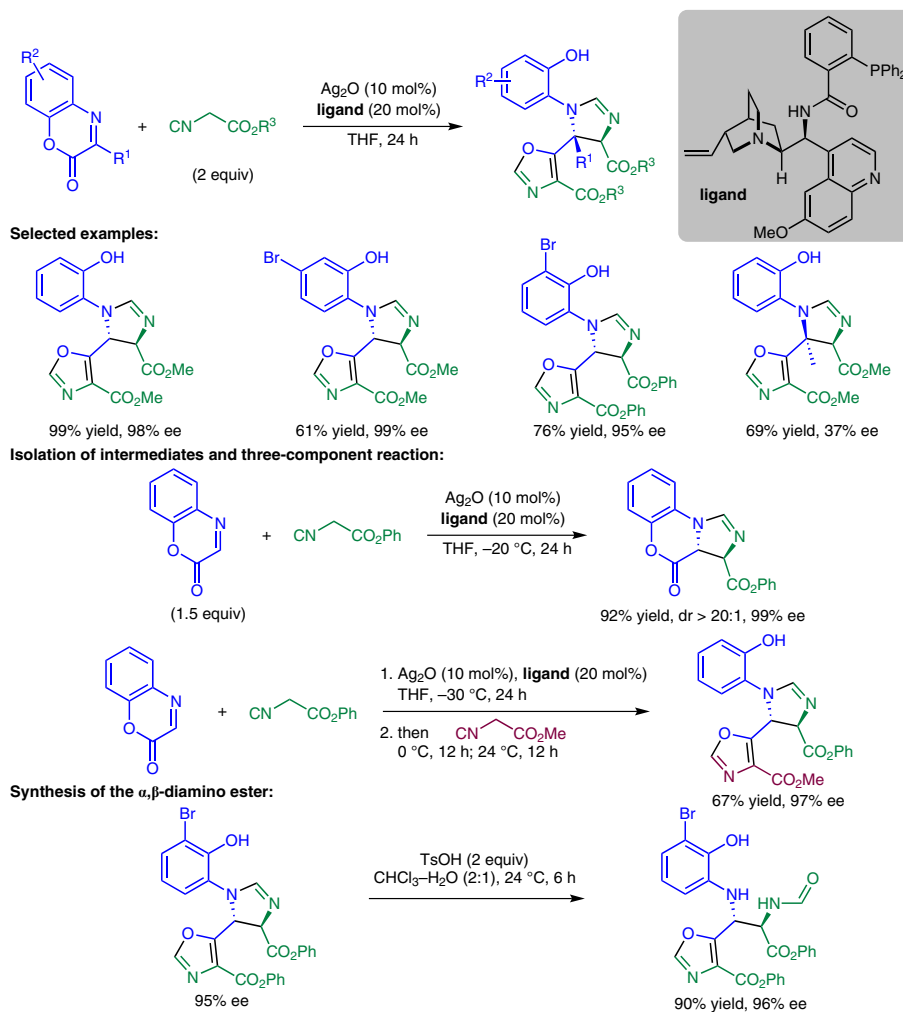 R2
N
O
O
R1
+
CN
CO2R3
(2 equiv)
Ag2O (10 mol%)
ligand (20 mol%)
THF, 24 h
R2
OH
N
N
O
N
R1
CO2R3
CO2R3
PPh2
O
HN
N
H
N
MeO
ligand
Selected examples:
OH
N
N
O
N
CO2Me
CO2Me
99% yield, 98% ee
Br
OH
N
N
O
N
CO2Me
CO2Me
61% yield, 99% ee
Br
OH
N
N
O
N
CO2Ph
CO2Ph
76% yield, 95% ee
OH
N
N
O
N
CO2Me
CO2Me
69% yield, 37% ee
Isolation of intermediates and three-component reaction:
N
O
O
(1.5 equiv)
+
CN
CO2Ph
Ag2O (10 mol%)
ligand (20 mol%)
THF, –20 °C, 24 h
N
N
O
O
CO2Ph
92% yield, dr > 20:1, 99% ee
N
O
O
+
CN
CO2Ph
1. Ag2O (10 mol%), ligand (20 mol%)
THF, –30 °C, 24 h
2. then
CN
CO2Me
0 °C, 12 h; 24 °C, 12 h
OH
N
N
O
N
CO2Ph
CO2Me
67% yield, 97% ee
Synthesis of the α,β-diamino ester:
Br
OH
N
N
O
N
CO2Ph
CO2Ph
95% ee
TsOH (2 equiv)
CHCl3–H2O (2:1), 24 °C, 6 h
Br
OH
NH
HN
O
O
N
CO2Ph
CO2Ph
90% yield, 96% ee